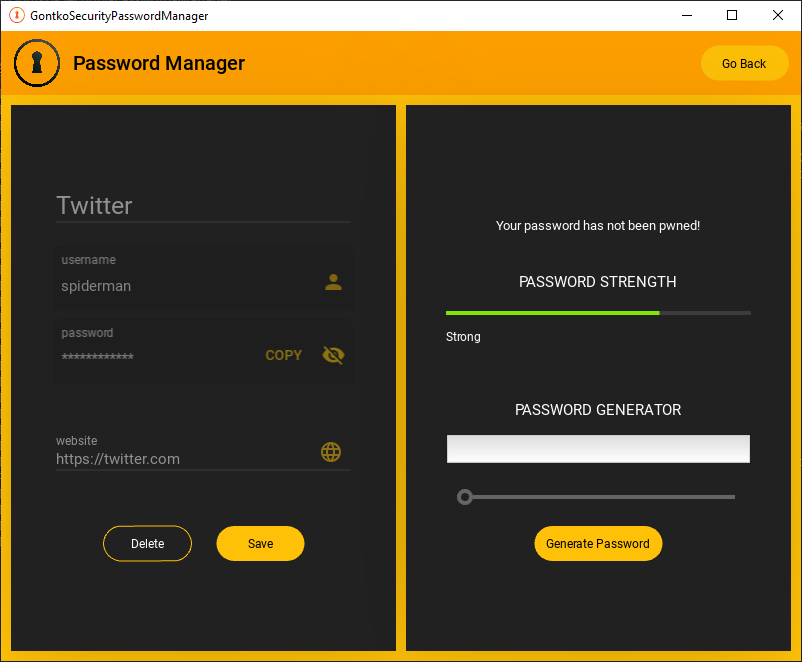 GontkoSecurityPasswordManager
Password Manager
Go Back
Twitter
username
spiderman
password
************
COPY
website
https://twitter.com
Delete
Save
Your password has not been pwned!
PASSWORD STRENGTH
Strong
PASSWORD GENERATOR
Generate Password